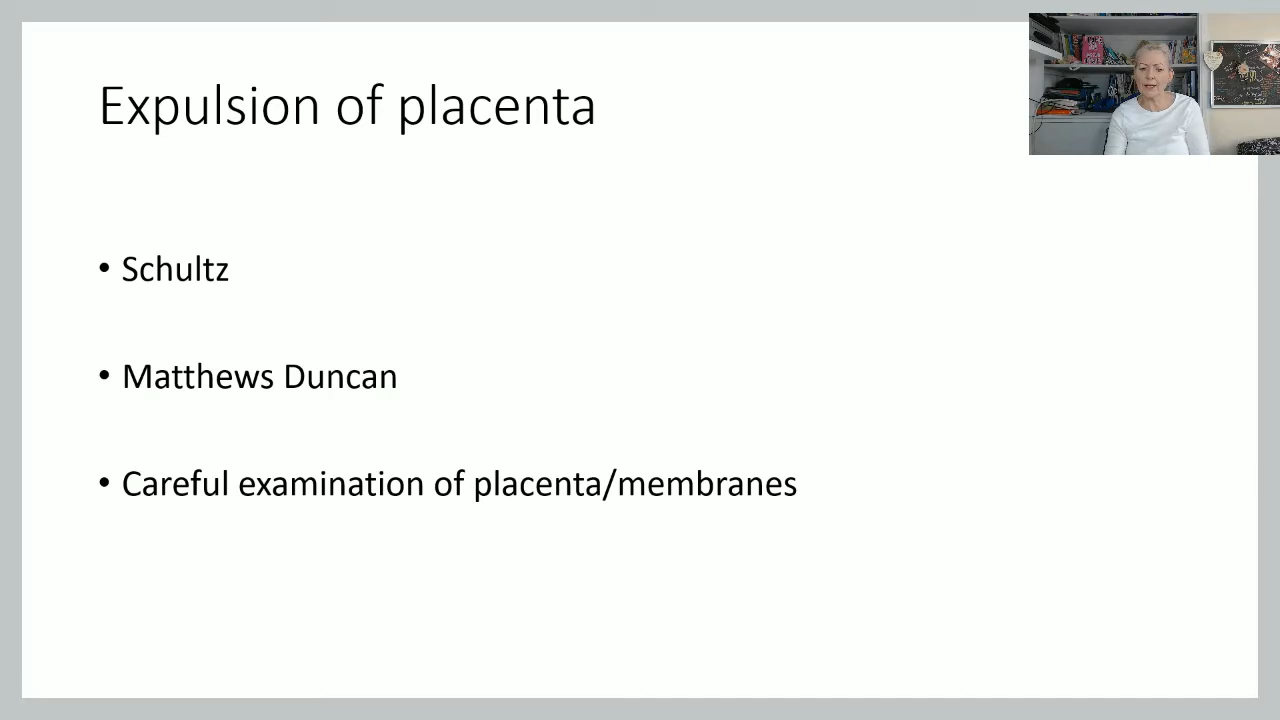 Expulsion of placenta
• Schultz
• Matthews Duncan
• Careful examination of placenta/membranes